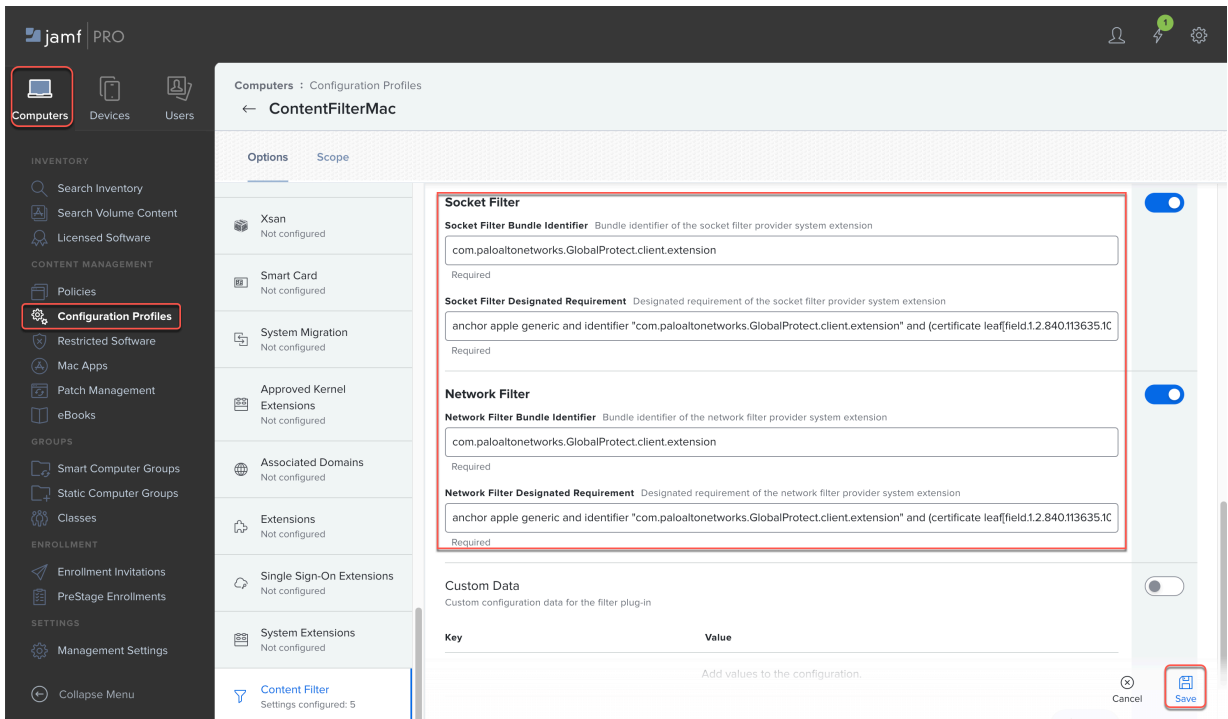 jamf PRO
1
Computers
Devices
Users
INVENTORY
Search Inventory
Search Volume Content
Licensed Software
CONTENT MANAGEMENT
Policies
Configuration Profiles
Restricted Software
Mac Apps
Patch Management
eBooks
GROUPS
Smart Computer Groups
Static Computer Groups
Classes
ENROLLMENT
Enrollment Invitations
PreStage Enrollments
SETTINGS
Management Settings
Collapse Menu
Computers : Configuration Profiles
← ContentFilterMac
Options
Scope
Xsan
Not configured
Smart Card
Not configured
System Migration
Not configured
Approved Kernel
Extensions
Not configured
Associated Domains
Not configured
Extensions
Not configured
Single Sign-On Extensions
Not configured
System Extensions
Not configured
Content Filter
Settings configured: 5
Socket Filter
Socket Filter Bundle Identifier Bundle identifier of the socket filter provider system extension
com.paloaltonetworks.GlobalProtect.client.extension
Required
Socket Filter Designated Requirement Designated requirement of the socket filter provider system extension
anchor apple generic and identifier "com.paloaltonetworks.GlobalProtect.client.extension" and (certificate leaf[field.1.2.840.113635.10
Required
Network Filter
Network Filter Bundle Identifier Bundle identifier of the network filter provider system extension
com.paloaltonetworks.GlobalProtect.client.extension
Required
Network Filter Designated Requirement Designated requirement of the network filter provider system extension
anchor apple generic and identifier "com.paloaltonetworks.GlobalProtect.client.extension" and (certificate leaf[field.1.2.840.113635.10
Required
Custom Data
Custom configuration data for the filter plug-in
Key Value
Add values to the configuration.
Cancel
Save